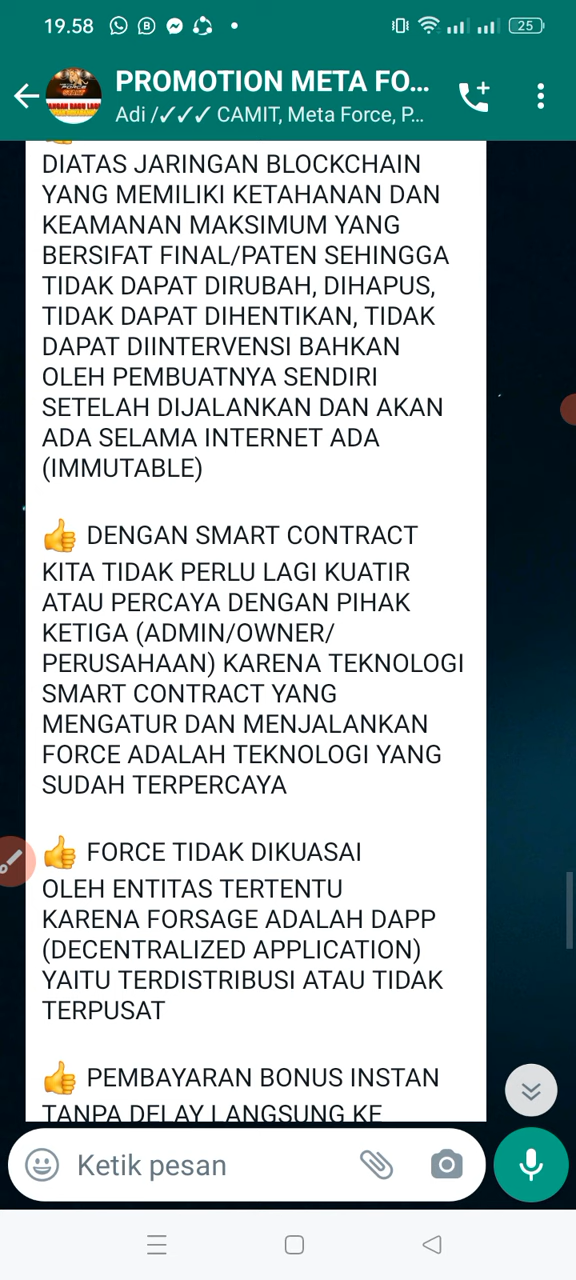 19.58
25
PROMOTION META FO...
Adi /✓✓✓ CAMIT, Meta Force, P...
DIATAS JARINGAN BLOCKCHAIN
YANG MEMILIKI KETAHANAN DAN
KEAMANAN MAKSIMUM YANG
BERSIFAT FINAL/PATEN SEHINGGA
TIDAK DAPAT DIRUBAH, DIHAPUS,
TIDAK DAPAT DIHENTIKAN, TIDAK
DAPAT DIINTERVENSI BAHKAN
OLEH PEMBUATNYA SENDIRI
SETELAH DIJALANKAN DAN AKAN
ADA SELAMA INTERNET ADA
(IMMUTABLE)
👍 DENGAN SMART CONTRACT
KITA TIDAK PERLU LAGI KUATIR
ATAU PERCAYA DENGAN PIHAK
KETIGA (ADMIN/OWNER/
PERUSAHAAN) KARENA TEKNOLOGI
SMART CONTRACT YANG
MENGATUR DAN MENJALANKAN
FORCE ADALAH TEKNOLOGI YANG
SUDAH TERPERCAYA
👍 FORCE TIDAK DIKUASAI
OLEH ENTITAS TERTENTU
KARENA FORSAGE ADALAH DAPP
(DECENTRALIZED APPLICATION)
YAITU TERDISTRIBUSI ATAU TIDAK
TERPUSAT
👍 PEMBAYARAN BONUS INSTAN
TANPA DELAY LANGSUNG KE
Ketik pesan